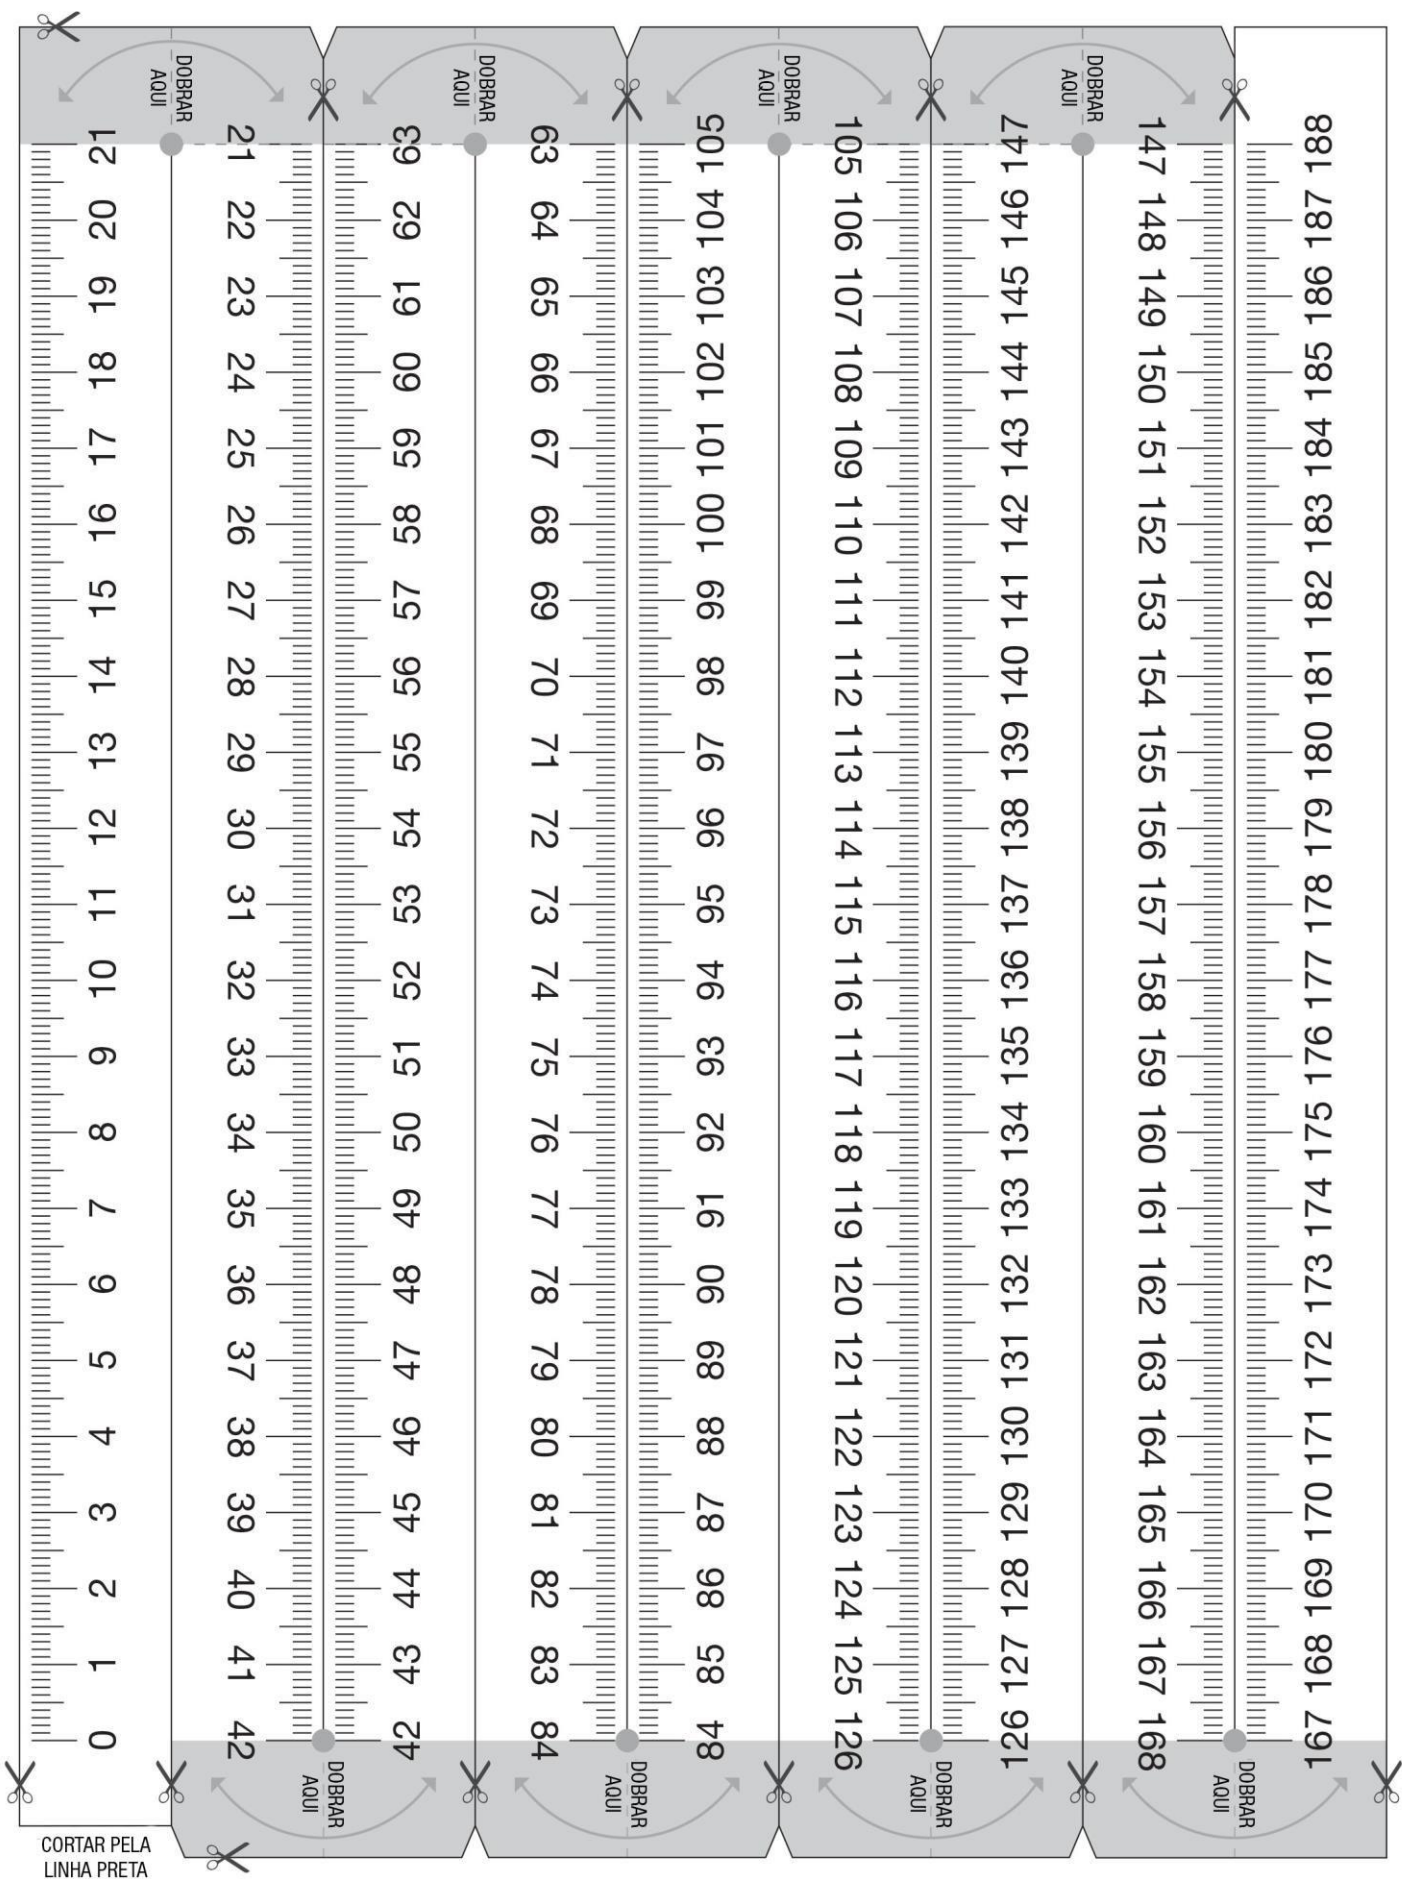 DOBRAR
AQUI
DOBRAR
AQUI
DOBRAR
AQUI
DOBRAR
AQUI
0 1 2 3 4 5 6 7 8 9 10 11 12 13 14 15 16 17 18 19 20 21
21 22 23 24 25 26 27 28 29 30 31 32 33 34 35 36 37 38 39 40 41 42
42 43 44 45 46 47 48 49 50 51 52 53 54 55 56 57 58 59 60 61 62 63
63 64 65 66 67 68 69 70 71 72 73 74 75 76 77 78 79 80 81 82 83 84
84 85 86 87 88 89 90 91 92 93 94 95 96 97 98 99 100 101 102 103 104 105
105 106 107 108 109 110 111 112 113 114 115 116 117 118 119 120 121 122 123 124 125 126
126 127 128 129 130 131 132 133 134 135 136 137 138 139 140 141 142 143 144 145 146 147
147 148 149 150 151 152 153 154 155 156 157 158 159 160 161 162 163 164 165 166 167 168
167 168 169 170 171 172 173 174 175 176 177 178 179 180 181 182 183 184 185 186 187 188
DOBRAR
AQUI
DOBRAR
AQUI
DOBRAR
AQUI
DOBRAR
AQUI
CORTAR PELA
LINHA PRETA